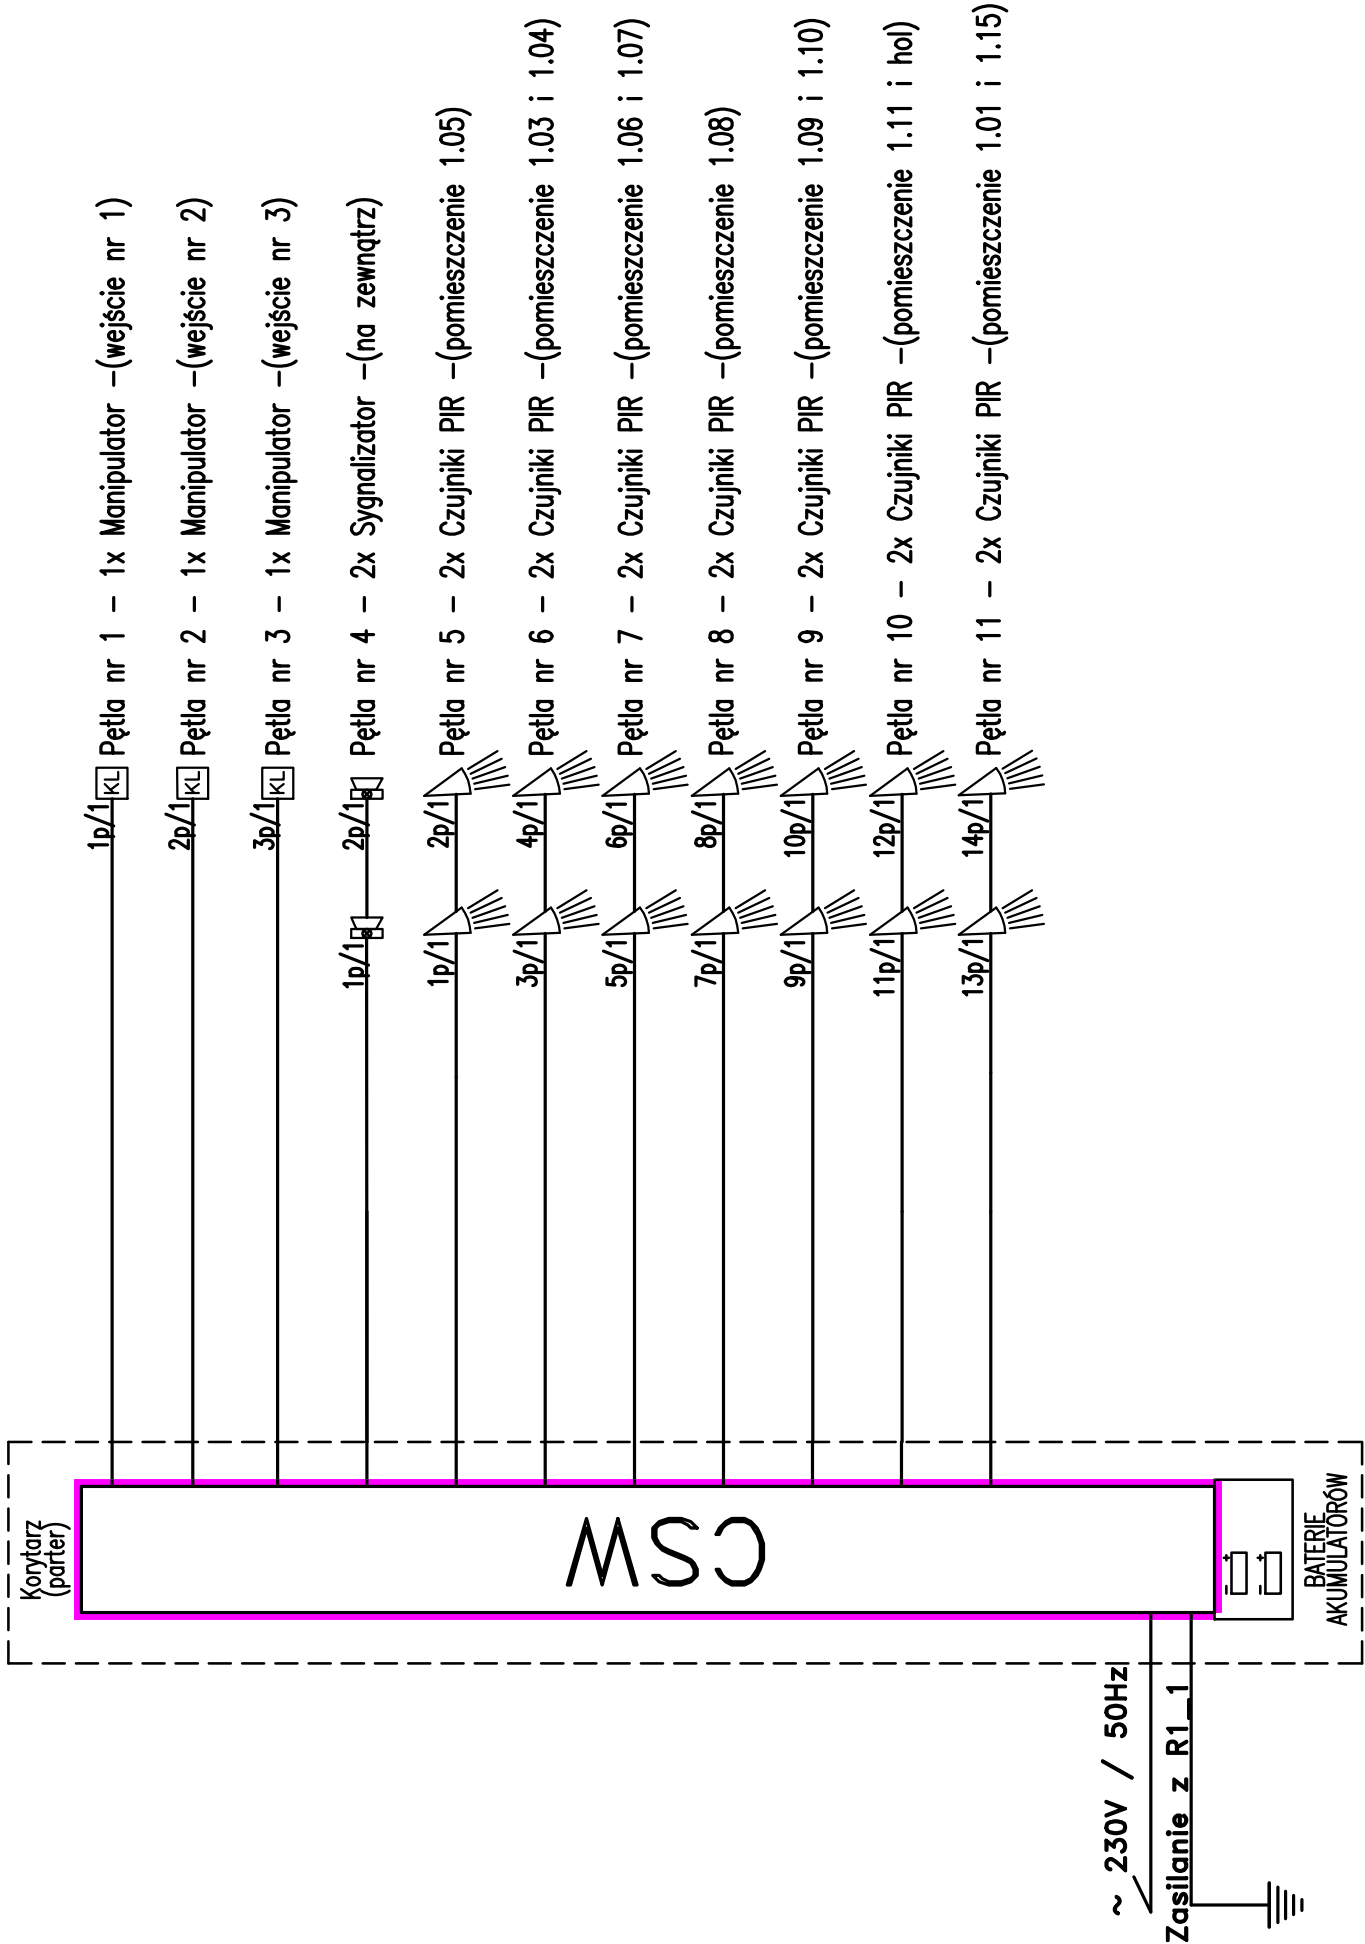 Korytarz
(parter)
CSW
BATERIE
AKUMULATORÓW
~ 230V / 50Hz
Zasilanie z R1_1
1p/1 KL Pętla nr 1 - 1x Manipulator -(wejście nr 1)
2p/1 KL Pętla nr 2 - 1x Manipulator -(wejście nr 2)
3p/1 KL Pętla nr 3 - 1x Manipulator -(wejście nr 3)
1p/1 2p/1 Pętla nr 4 - 2x Sygnalizator -(na zewnątrz)
1p/1 2p/1 Pętla nr 5 - 2x Czujniki PIR -(pomieszczenie 1.05)
3p/1 4p/1 Pętla nr 6 - 2x Czujniki PIR -(pomieszczenie 1.03 i 1.04)
5p/1 6p/1 Pętla nr 7 - 2x Czujniki PIR -(pomieszczenie 1.06 i 1.07)
7p/1 8p/1 Pętla nr 8 - 2x Czujniki PIR -(pomieszczenie 1.08)
9p/1 10p/1 Pętla nr 9 - 2x Czujniki PIR -(pomieszczenie 1.09 i 1.10)
11p/1 12p/1 Pętla nr 10 - 2x Czujniki PIR -(pomieszczenie 1.11 i hol)
13p/1 14p/1 Pętla nr 11 - 2x Czujniki PIR -(pomieszczenie 1.01 i 1.15)